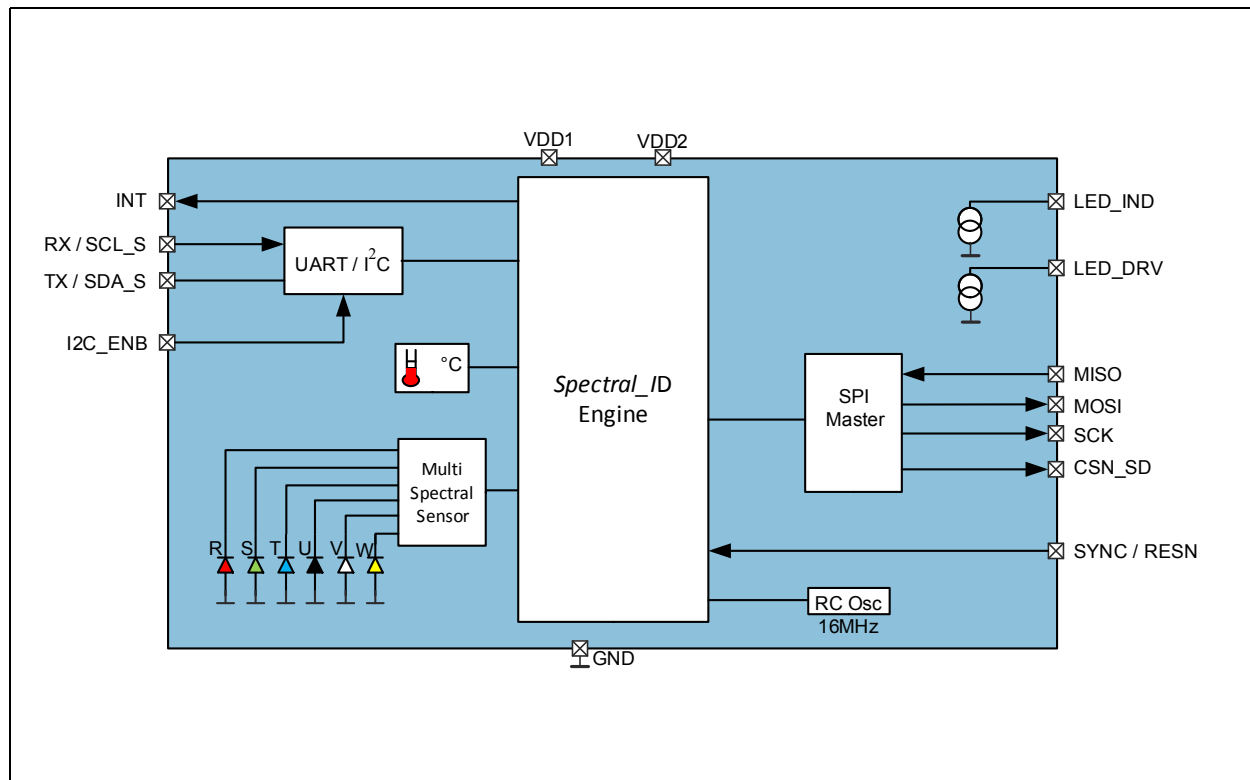 VDD1
VDD2
INT
RX / SCL_S
TX / SDA_S
I2C_ENB
UART / I²C
°C
Multi
Spectral
Sensor
R S T U V W
Spectral_ID
Engine
LED_IND
LED_DRV
SPI
Master
MISO
MOSI
SCK
CSN_SD
SYNC / RESN
RC Osc
16MHz
GND